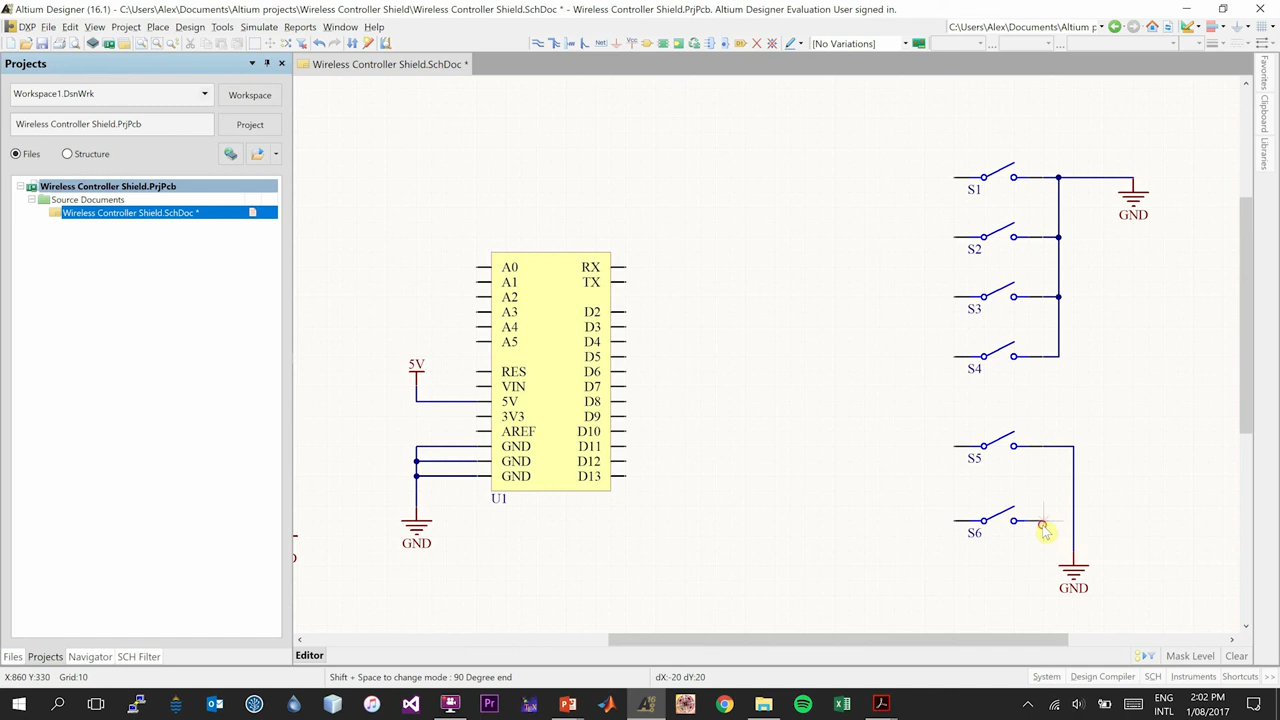 Altium Designer (16.1) - C:\Users\Alex\Documents\Altium projects\Wireless Controller Shield\Wireless Controller Shield.SchDoc * - Wireless Controller Shield.PrjPcb. Altium Designer Evaluation User signed in.
DXP File Edit View Project Place Design Tools Simulate Reports Window Help
C:\Users\Alex\Documents\Altium p
[No Variations]
Projects
Wireless Controller Shield.SchDoc *
Workspace1.DsnWrk
Workspace
Wireless Controller Shield.PrjPcb
Project
Files Structure
Wireless Controller Shield.PrjPcb
Source Documents
Wireless Controller Shield.SchDoc *
Favorites
Clipboard
Libraries
S1
GND
S2
S3
S4
S5
S6
GND
A0 RX
A1 TX
A2
A3 D2
A4 D3
A5 D4
D5
RES D6
VIN D7
5V D8
3V3 D9
AREF D10
GND D11
GND D12
GND D13
U1
5V
GND
Files Projects Navigator SCH Filter
Editor
Mask Level Clear
X:860 Y:330 Grid:10
Shift + Space to change mode : 90 Degree end
dX:-20 dY:20
System Design Compiler SCH Instruments Shortcuts >>
ENG
INTL
2:02 PM
1/08/2017